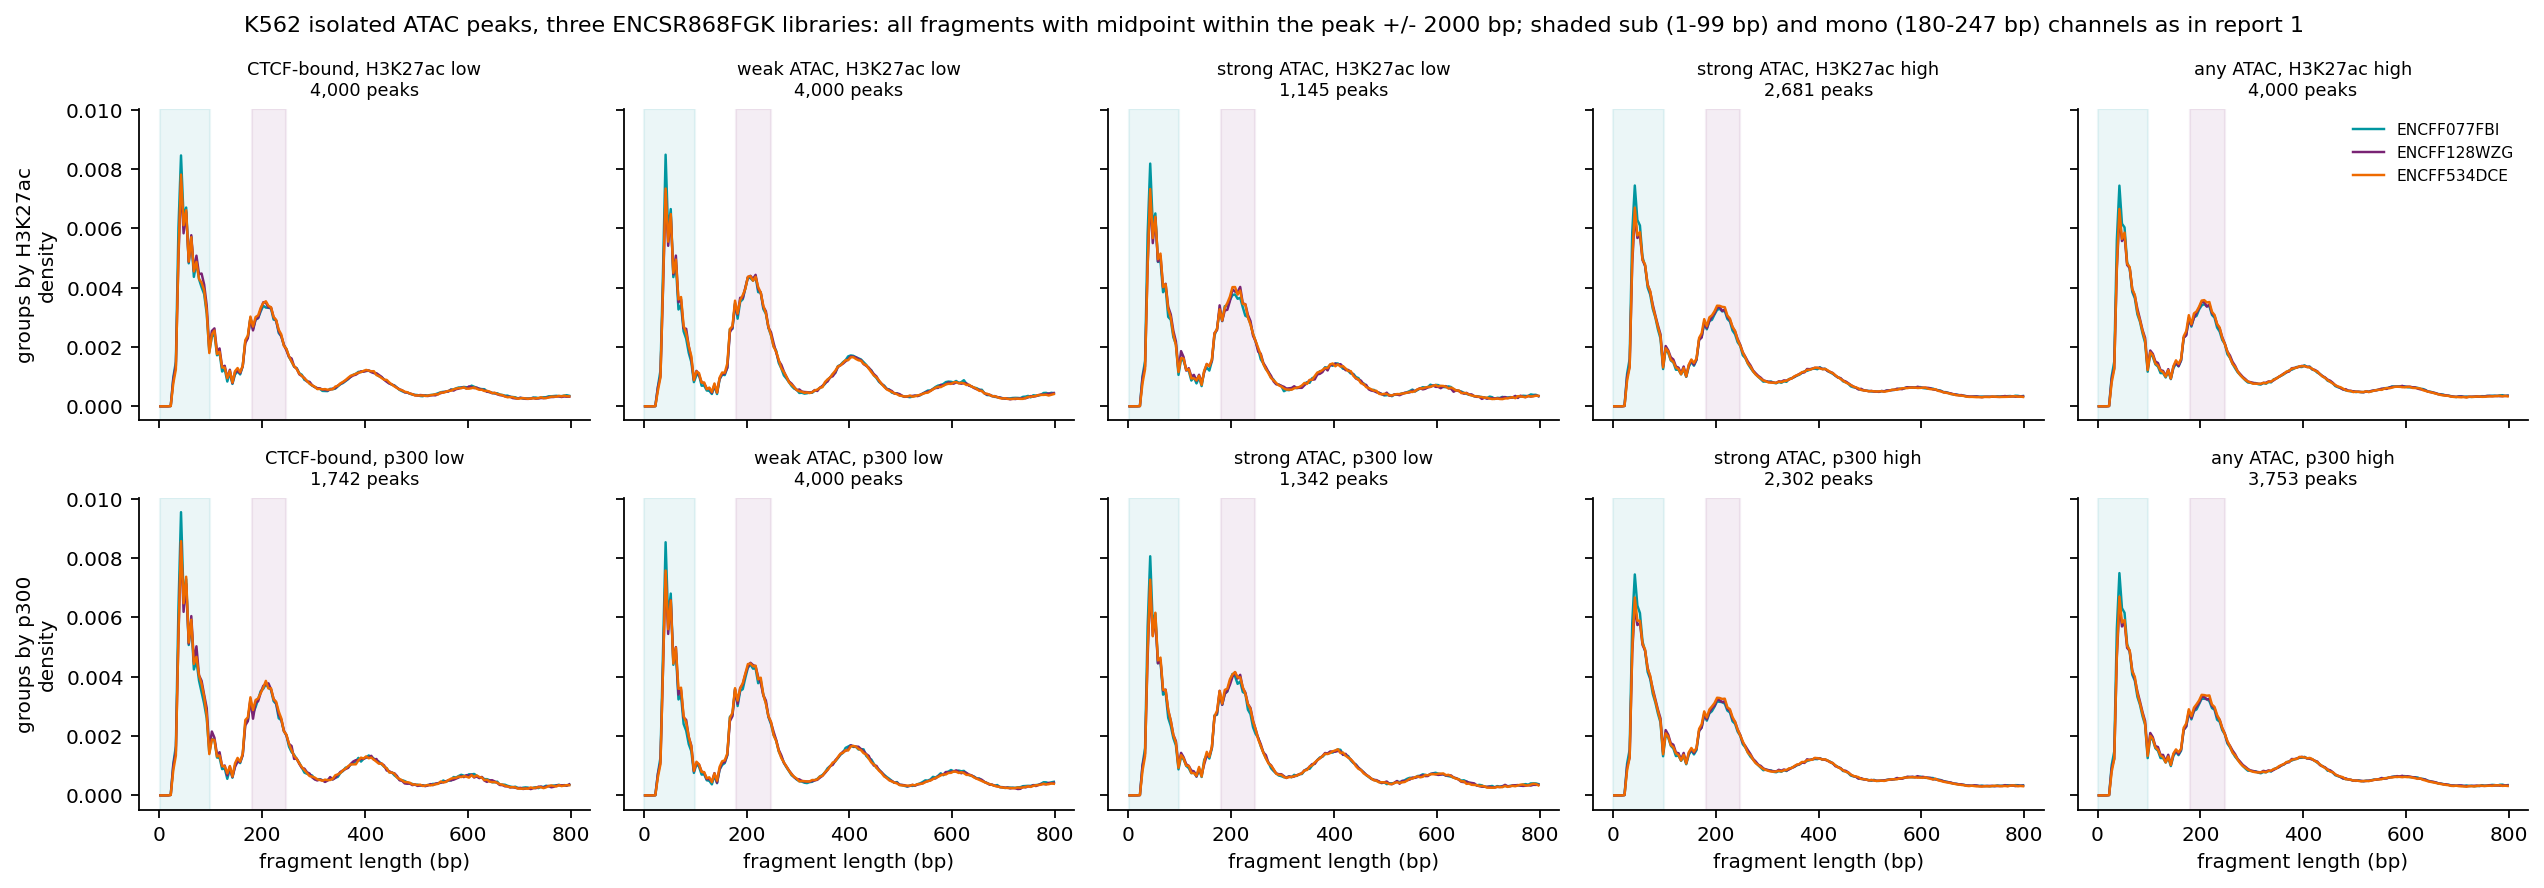 K562 isolated ATAC peaks, three ENCSR868FGK libraries: all fragments with midpoint within the peak +/- 2000 bp; shaded sub (1-99 bp) and mono (180-247 bp) channels as in report 1
CTCF-bound, H3K27ac low
4,000 peaks
weak ATAC, H3K27ac low
4,000 peaks
strong ATAC, H3K27ac low
1,145 peaks
strong ATAC, H3K27ac high
2,681 peaks
any ATAC, H3K27ac high
4,000 peaks
groups by H3K27ac
density
0.010
0.008
0.006
0.004
0.002
0.000
ENCFF077FBI
ENCFF128WZG
ENCFF534DCE
CTCF-bound, p300 low
1,742 peaks
weak ATAC, p300 low
4,000 peaks
strong ATAC, p300 low
1,342 peaks
strong ATAC, p300 high
2,302 peaks
any ATAC, p300 high
3,753 peaks
groups by p300
density
0.010
0.008
0.006
0.004
0.002
0.000
0 200 400 600 800
0 200 400 600 800
0 200 400 600 800
0 200 400 600 800
0 200 400 600 800
fragment length (bp)
fragment length (bp)
fragment length (bp)
fragment length (bp)
fragment length (bp)